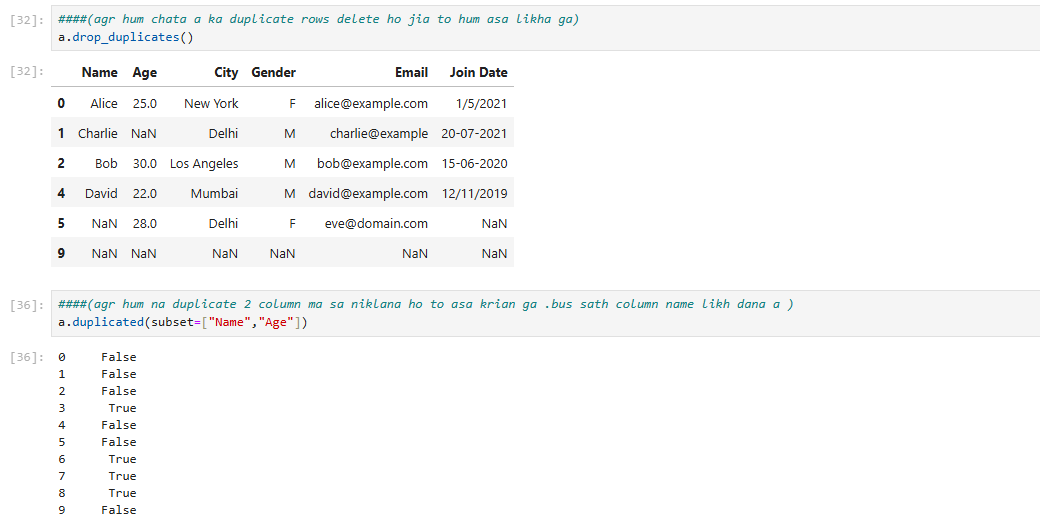 [32]: ####(agr hum chata a ka duplicate rows delete ho jia to hum asa likha ga)
a.drop_duplicates()
[32]: Name Age City Gender Email Join Date
0 Alice 25.0 New York F alice@example.com 1/5/2021
1 Charlie NaN Delhi M charlie@example 20-07-2021
2 Bob 30.0 Los Angeles M bob@example.com 15-06-2020
4 David 22.0 Mumbai M david@example.com 12/11/2019
5 NaN 28.0 Delhi F eve@domain.com NaN
9 NaN NaN NaN NaN NaN NaN
[36]: ####(agr hum na duplicate 2 column ma sa niklana ho to asa krian ga .bus sath column name likh dana a )
a.duplicated(subset=["Name","Age"])
[36]: 0 False
1 False
2 False
3 True
4 False
5 False
6 True
7 True
8 True
9 False